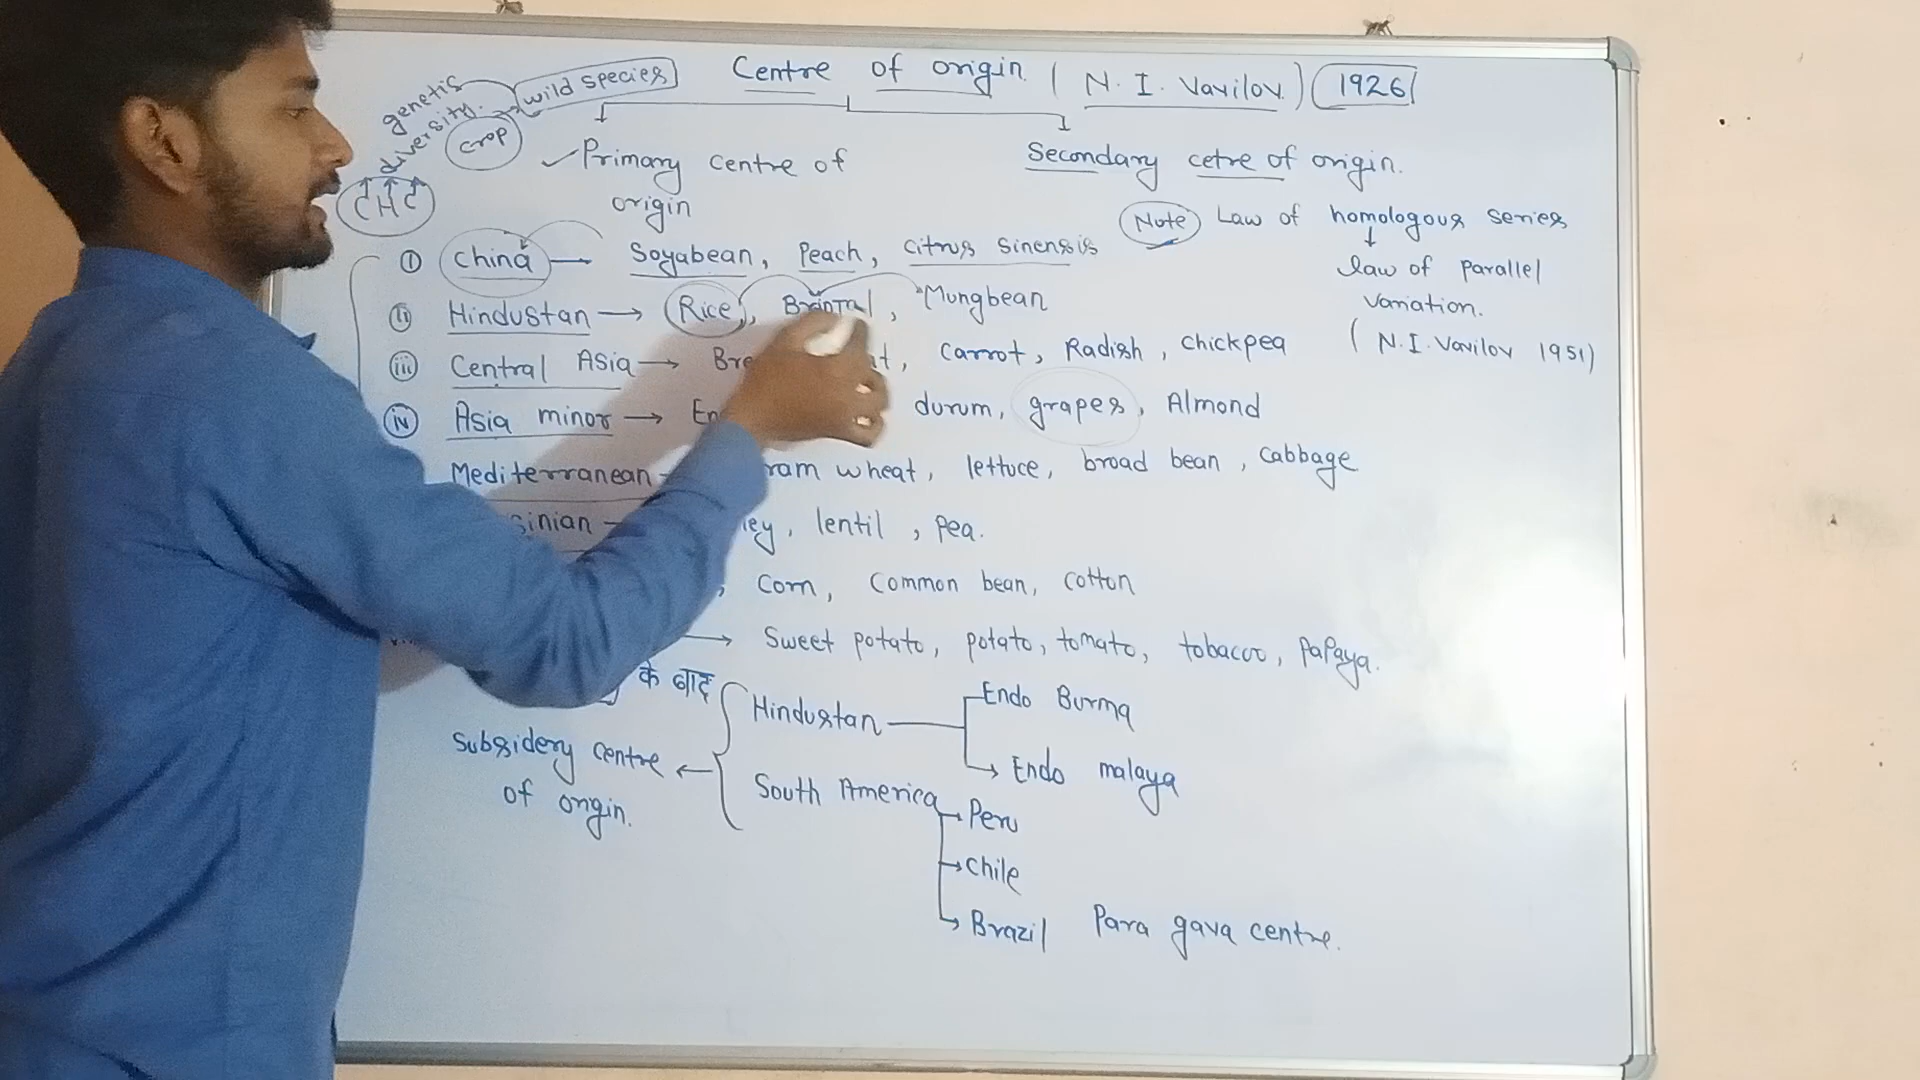 Centre of origin ( N. I. Vavilov ) 1926
genetic diversity. crop wild species
CHC
Primary centre of origin
Secondary cetre of origin.
Note Law of homologous series
law of parallel
variation.
( N.I. Vavilov 1951)
(i) China — Soyabean, Peach, Citrus sinensis
(ii) Hindustan → Rice, , Mungbean
(iii) Central Asia → , Carrot, Radish, chickpea
(iv) Asia minor → durum, grapes, Almond
Mediterranean wheat, lettuce, broad bean, cabbage
lentil, pea.
, Corn, Common bean, cotton
→ Sweet potato, potato, tomato, tobacco, Papaya.
के बाद
Hindustan — Endo Burma
→ Endo malaya
Subsidery centre of origin. ←
South America → Peru
→ Chile
→ Brazil Para gava centre.